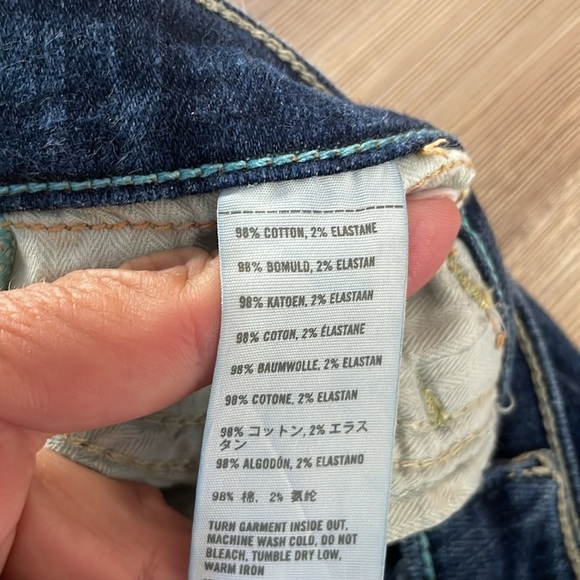 98% COTTON, 2% ELASTANE
98% BOMULD, 2% ELASTAN
98% KATOEN, 2% ELASTAAN
98% COTON, 2% ÉLASTANE
98% BAUMWOLLE, 2% ELASTAN
98% COTONE, 2% ELASTAN
98% コットン, 2% エラス
タン
98% ALGODÓN, 2% ELASTANO
98% 棉, 2% 氨纶
TURN GARMENT INSIDE OUT,
MACHINE WASH COLD, DO NOT
BLEACH, TUMBLE DRY LOW,
WARM IRON